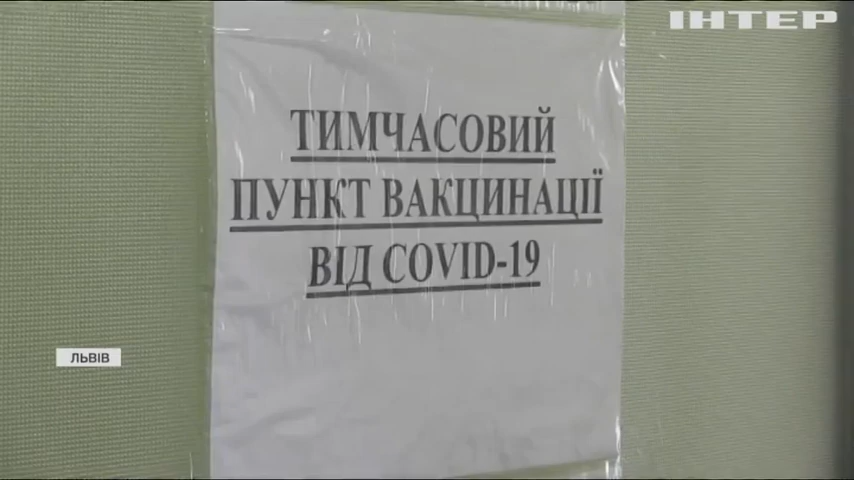 ІНТЕР
ТИМЧАСОВИЙ
ПУНКТ ВАКЦИНАЦІЇ
ВІД COVID-19
ЛЬВІВ